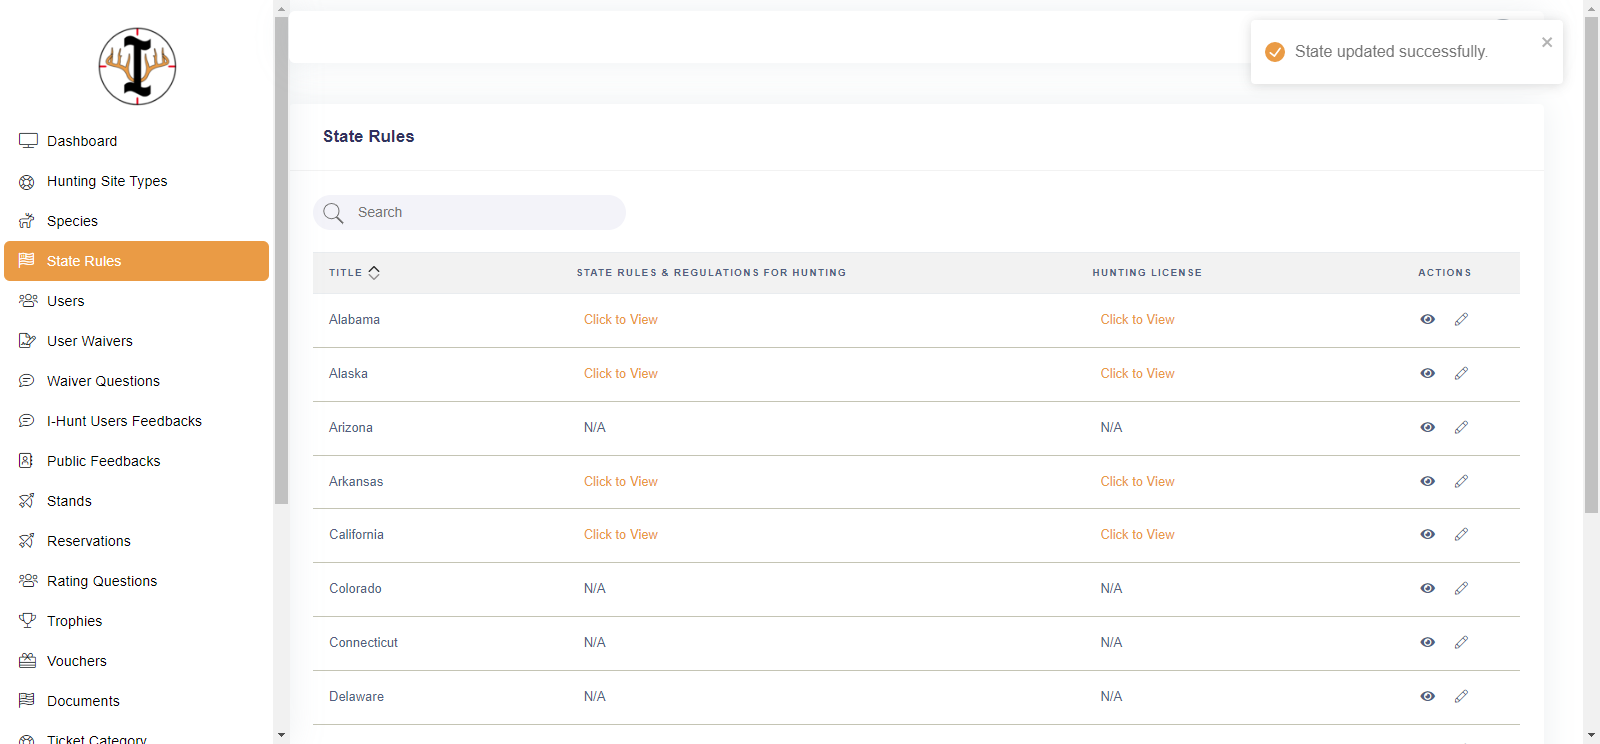 I
Dashboard
Hunting Site Types
Species
State Rules
Users
User Waivers
Waiver Questions
I-Hunt Users Feedbacks
Public Feedbacks
Stands
Reservations
Rating Questions
Trophies
Vouchers
Documents
Ticket Category
State updated successfully.
State Rules
Search
TITLE STATE RULES & REGULATIONS FOR HUNTING HUNTING LICENSE ACTIONS
Alabama Click to View Click to View
Alaska Click to View Click to View
Arizona N/A N/A
Arkansas Click to View Click to View
California Click to View Click to View
Colorado N/A N/A
Connecticut N/A N/A
Delaware N/A N/A